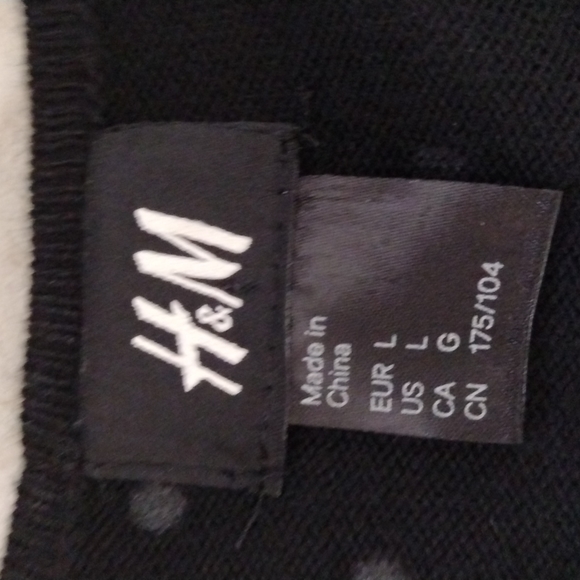 H&M
Made in
China
EUR L
US L
CA G
CN 175/104